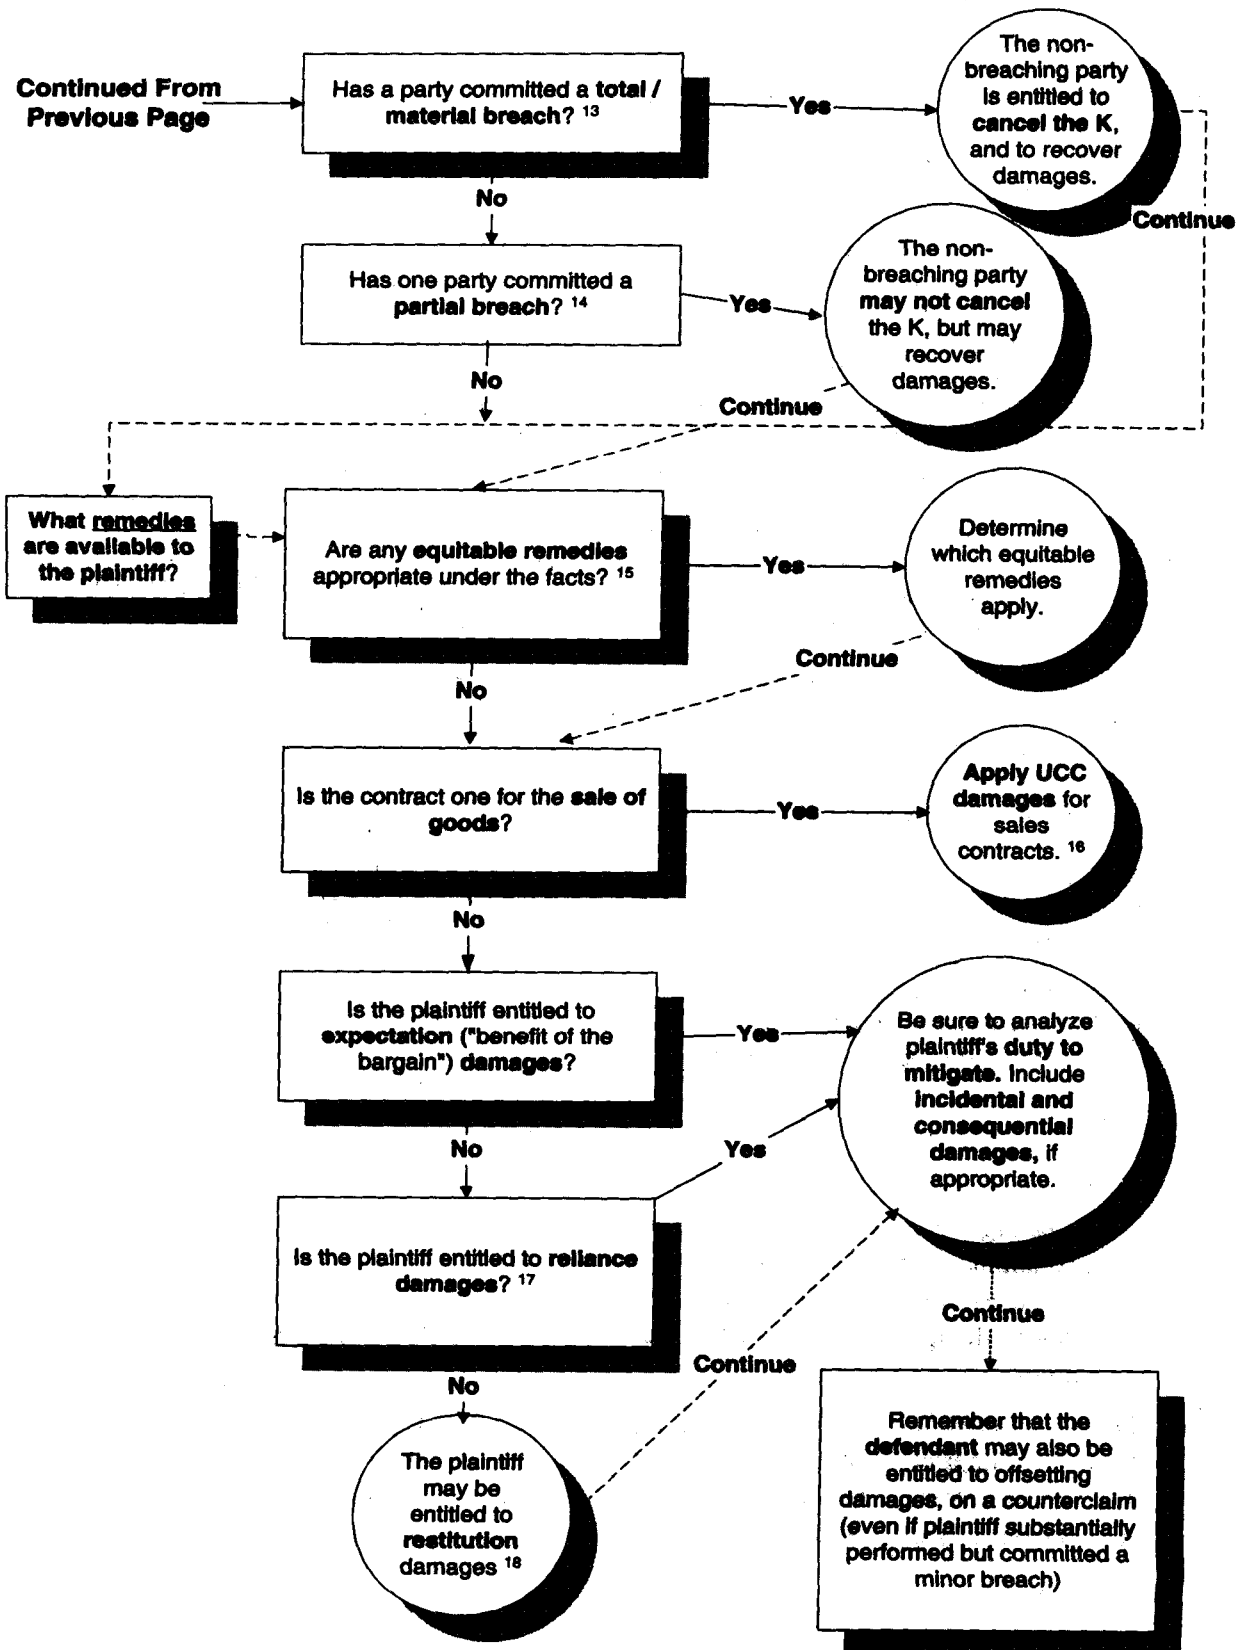 Continued From
Previous Page
Has a party committed a total /
material breach? 13
Yes
The non-
breaching party
is entitled to
cancel the K,
and to recover
damages.
Continue
No
Has one party committed a
partial breach? 14
Yes
The non-
breaching party
may not cancel
the K, but may
recover
damages.
Continue
No
What remedies
are available to
the plaintiff?
Are any equitable remedies
appropriate under the facts? 15
Yes
Determine
which equitable
remedies
apply.
Continue
No
Is the contract one for the sale of
goods?
Yes
Apply UCC
damages for
sales
contracts. 16
No
Is the plaintiff entitled to
expectation ("benefit of the
bargain") damages?
Yes
Be sure to analyze
plaintiff's duty to
mitigate. Include
incidental and
consequential
damages, if
appropriate.
No
Yes
Is the plaintiff entitled to reliance
damages? 17
Continue
Continue
No
The plaintiff
may be
entitled to
restitution
damages 18
Remember that the
defendant may also be
entitled to offsetting
damages, on a counterclaim
(even if plaintiff substantially
performed but committed a
minor breach)